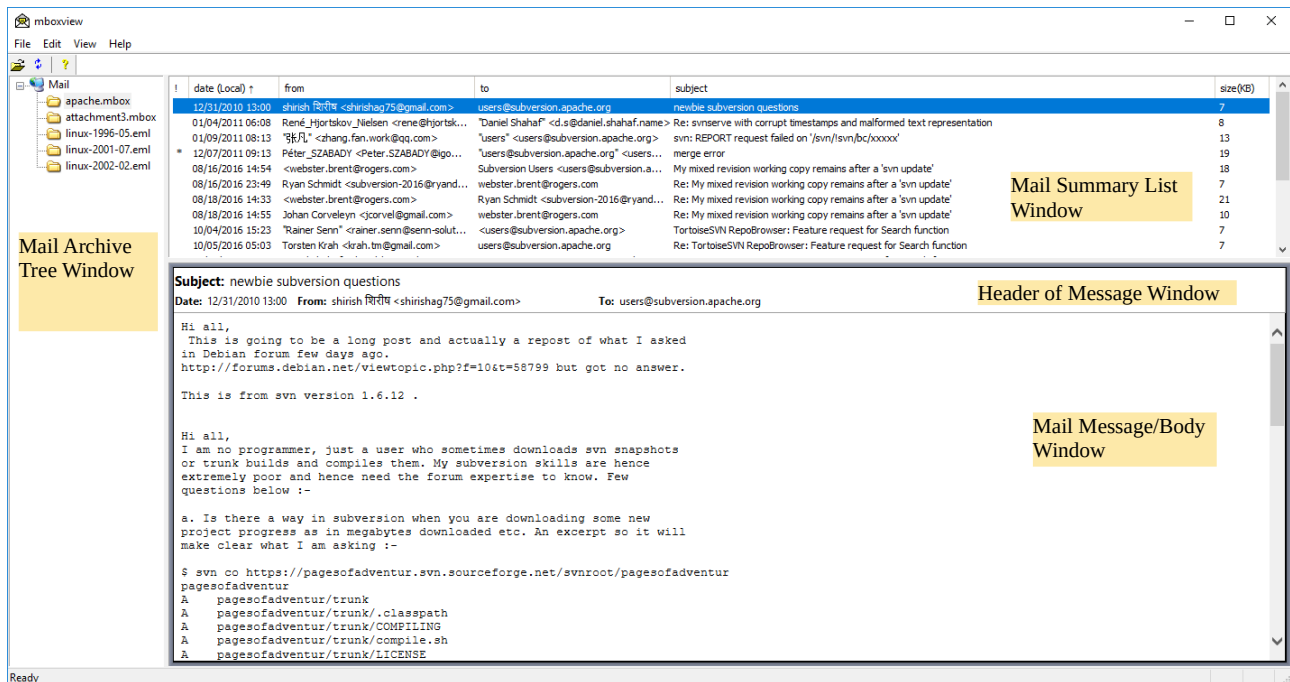 mboxview
File Edit View Help
Mail
apache.mbox
attachment3.mbox
linux-1996-05.eml
linux-2001-07.eml
linux-2002-02.eml
Mail Archive
Tree Window
! date (Local) ↑ from to subject size(KB)
12/31/2010 13:00 shirish शिरीष <shirishag75@gmail.com> users@subversion.apache.org newbie subversion questions 7
01/04/2011 06:08 René_Hjortskov_Nielsen <rene@hjortsk... "Daniel Shahaf" <d.s@daniel.shahaf.name> Re: svnserve with corrupt timestamps and malformed text representation 8
01/09/2011 08:13 "张凡" <zhang.fan.work@qq.com> "users" <users@subversion.apache.org> svn: REPORT request failed on '/svn/!svn/bc/xxxxx' 13
* 12/07/2011 09:13 Péter_SZABADY <Peter.SZABADY@igo... "users@subversion.apache.org" <users... merge error 19
08/16/2016 14:54 <webster.brent@rogers.com> Subversion Users <users@subversion.a... My mixed revision working copy remains after a 'svn update' 18
08/16/2016 23:49 Ryan Schmidt <subversion-2016@ryand... webster.brent@rogers.com Re: My mixed revision working copy remains after a 'svn update' 7
08/18/2016 14:33 <webster.brent@rogers.com> Ryan Schmidt <subversion-2016@ryand... Re: My mixed revision working copy remains after a 'svn update' 21
08/18/2016 14:55 Johan Corveleyn <jcorvel@gmail.com> webster.brent@rogers.com Re: My mixed revision working copy remains after a 'svn update' 10
10/04/2016 15:23 "Rainer Senn" <rainer.senn@senn-solut... <users@subversion.apache.org> TortoiseSVN RepoBrowser: Feature request for Search function 7
10/05/2016 05:03 Torsten Krah <krah.tm@gmail.com> users@subversion.apache.org Re: TortoiseSVN RepoBrowser: Feature request for Search function 7
Mail Summary List
Window
Subject: newbie subversion questions
Date: 12/31/2010 13:00 From: shirish शिरीष <shirishag75@gmail.com> To: users@subversion.apache.org
Header of Message Window
Hi all,
This is going to be a long post and actually a repost of what I asked
in Debian forum few days ago.
http://forums.debian.net/viewtopic.php?f=10&t=58799 but got no answer.
This is from svn version 1.6.12 .
Hi all,
I am no programmer, just a user who sometimes downloads svn snapshots
or trunk builds and compiles them. My subversion skills are hence
extremely poor and hence need the forum expertise to know. Few
questions below :-
a. Is there a way in subversion when you are downloading some new
project progress as in megabytes downloaded etc. An excerpt so it will
make clear what I am asking :-
$ svn co https://pagesofadventur.svn.sourceforge.net/svnroot/pagesofadventur
pagesofadventur
A pagesofadventur/trunk
A pagesofadventur/trunk/.classpath
A pagesofadventur/trunk/COMPILING
A pagesofadventur/trunk/compile.sh
A pagesofadventur/trunk/LICENSE
Mail Message/Body
Window
Ready